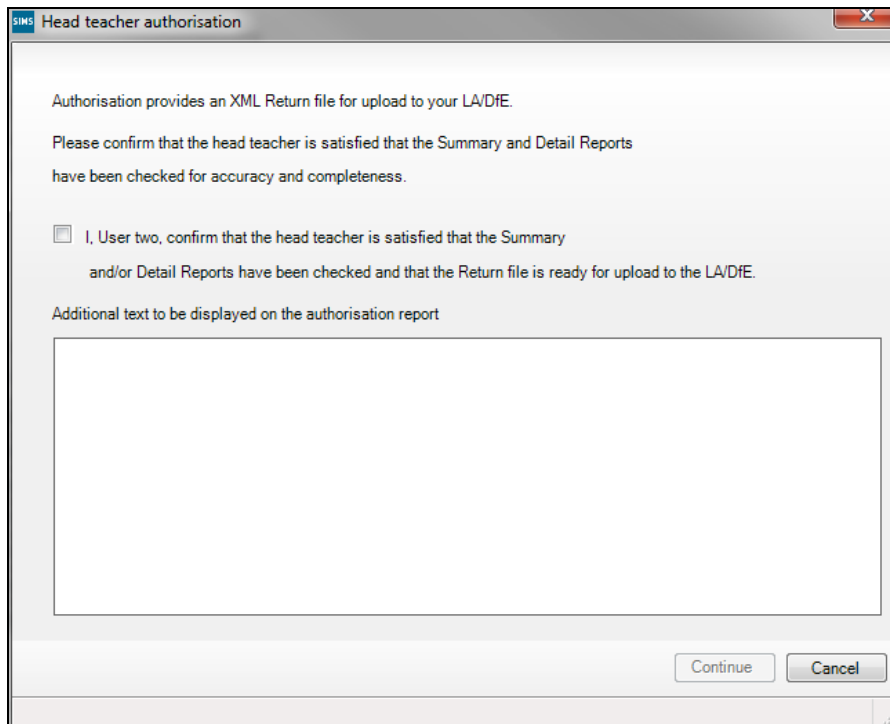 SIMS Head teacher authorisation
Authorisation provides an XML Return file for upload to your LA/DfE.
Please confirm that the head teacher is satisfied that the Summary and Detail Reports
have been checked for accuracy and completeness.
I, User two, confirm that the head teacher is satisfied that the Summary
and/or Detail Reports have been checked and that the Return file is ready for upload to the LA/DfE.
Additional text to be displayed on the authorisation report
Continue Cancel